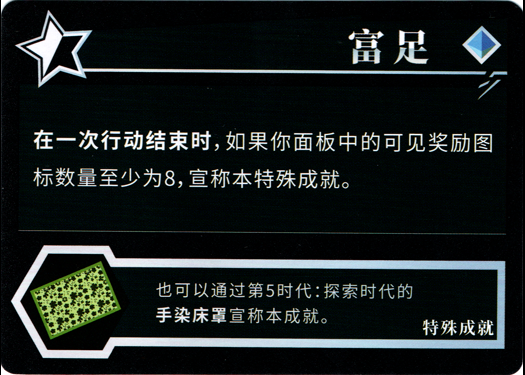 富足
在一次行动结束时，如果你面板中的可见奖励图
标数量至少为8，宣称本特殊成就。
也可以通过第5时代：探索时代的
手染床罩宣称本成就。
特殊成就